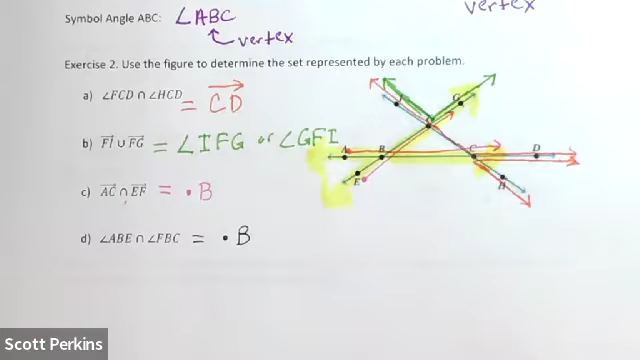 vertex
Symbol Angle ABC: ∠ABC
vertex
Exercise 2. Use the figure to determine the set represented by each problem.
a) ∠FCD ∩ ∠HCD = CD
b) FI ∪ FG = ∠IFG or ∠GFI
c) AC ∩ EF = • B
d) ∠ABE ∩ ∠FBC = • B
G
A B C D
E H
Scott Perkins